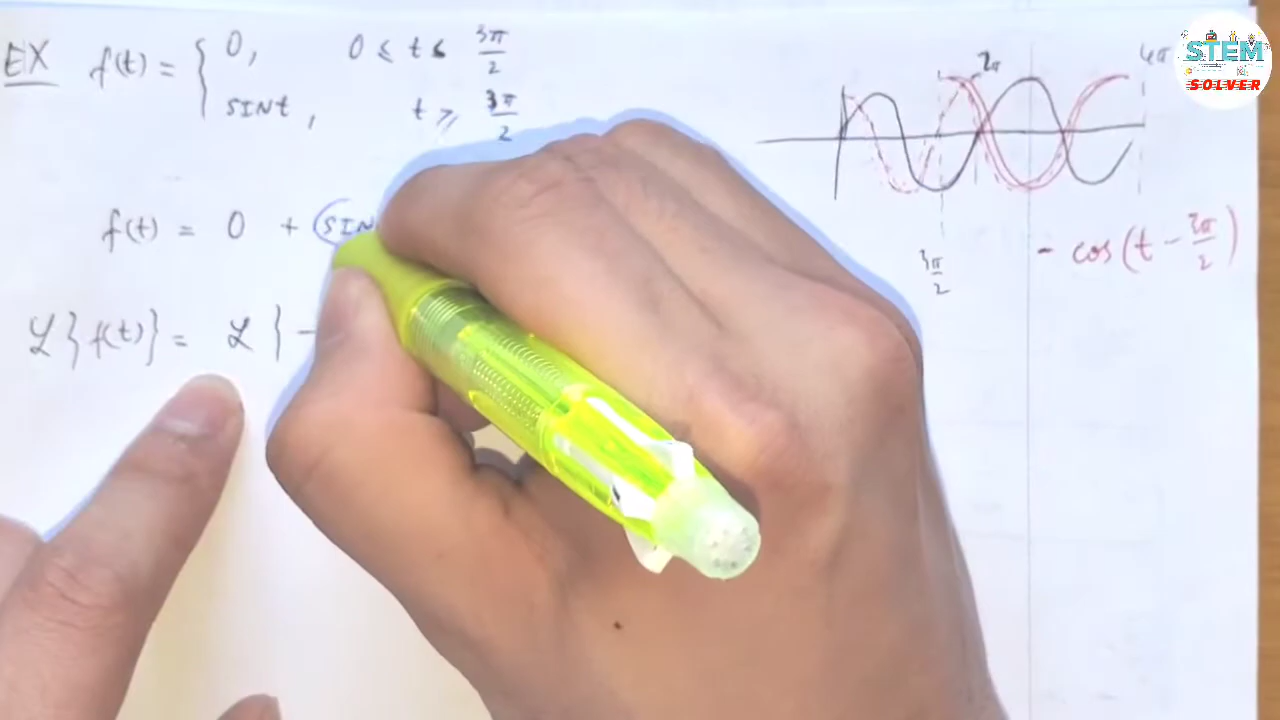 EX f(t) = { 0, 0 ≤ t ≤ 3π/2
SINt, t ≥ 3π/2
2π
4π
STEM
SOLVER
f(t) = 0 + SIN
- cos(t - 3π/2)
3π/2
ℒ{f(t)} = ℒ{-